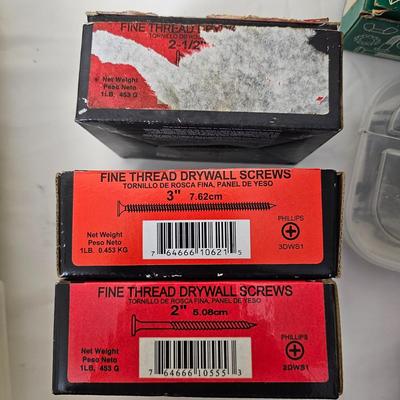 FINE THREAD
TORNILLO DE
2-1/2"
Net Weight
Peso Neto
1LB, 453 G
FINE THREAD DRYWALL SCREWS
TORNILLO DE ROSCA FINA, PANEL DE YESO
3" 7.62cm
Net Weight
Peso Neto
1LB. 0.453 KG
7 64666 10621 5
PHILLIPS
3DWS1
FINE THREAD DRYWALL SCREWS
TORNILLO DE ROSCA FINA, PANEL DE YESO
2" 5.08cm
Net Weight
Peso Neto
1LB, 453 G
7 64666 10555 3
PHILLIPS
2DWS1